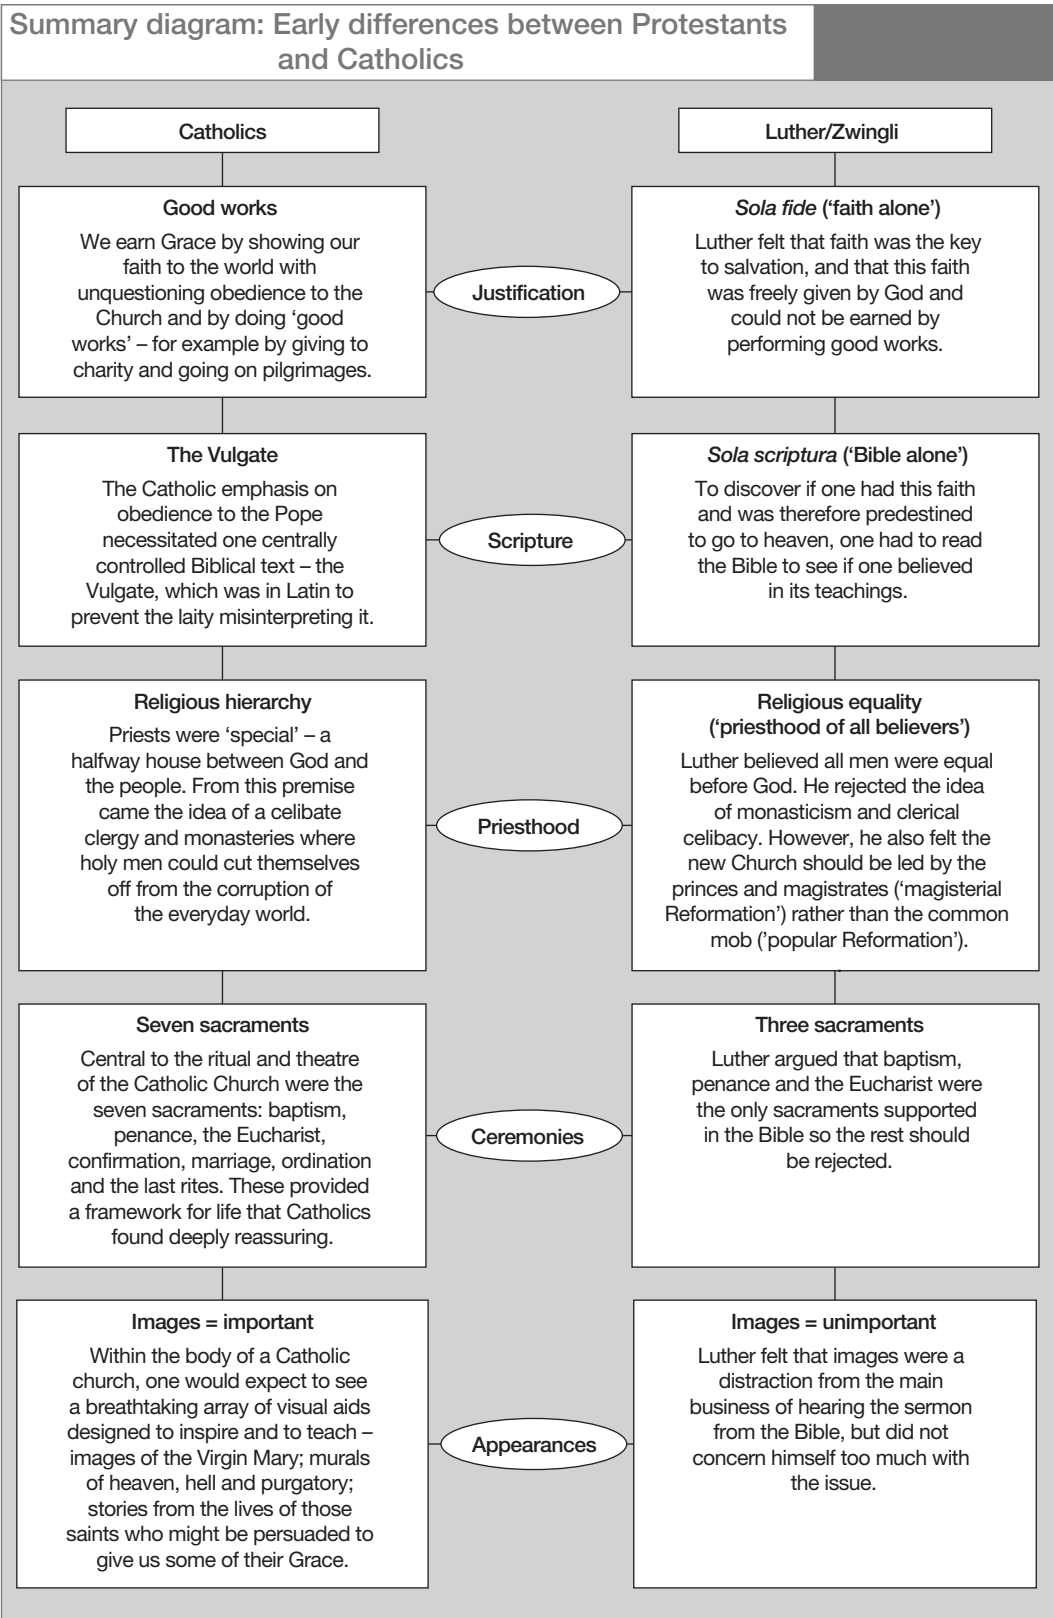 Summary diagram: Early differences between Protestants
and Catholics
Catholics
Luther/Zwingli
Good works
We earn Grace by showing our
faith to the world with
unquestioning obedience to the
Church and by doing ‘good
works’ – for example by giving to
charity and going on pilgrimages.
Justification
Sola fide (‘faith alone’)
Luther felt that faith was the key
to salvation, and that this faith
was freely given by God and
could not be earned by
performing good works.
The Vulgate
The Catholic emphasis on
obedience to the Pope
necessitated one centrally
controlled Biblical text – the
Vulgate, which was in Latin to
prevent the laity misinterpreting it.
Scripture
Sola scriptura (‘Bible alone’)
To discover if one had this faith
and was therefore predestined
to go to heaven, one had to read
the Bible to see if one believed
in its teachings.
Religious hierarchy
Priests were ‘special’ – a
halfway house between God and
the people. From this premise
came the idea of a celibate
clergy and monasteries where
holy men could cut themselves
off from the corruption of
the everyday world.
Priesthood
Religious equality
(‘priesthood of all believers’)
Luther believed all men were equal
before God. He rejected the idea
of monasticism and clerical
celibacy. However, he also felt the
new Church should be led by the
princes and magistrates (‘magisterial
Reformation’) rather than the common
mob (’popular Reformation’).
Seven sacraments
Central to the ritual and theatre
of the Catholic Church were the
seven sacraments: baptism,
penance, the Eucharist,
confirmation, marriage, ordination
and the last rites. These provided
a framework for life that Catholics
found deeply reassuring.
Ceremonies
Three sacraments
Luther argued that baptism,
penance and the Eucharist were
the only sacraments supported
in the Bible so the rest should
be rejected.
Images = important
Within the body of a Catholic
church, one would expect to see
a breathtaking array of visual aids
designed to inspire and to teach –
images of the Virgin Mary; murals
of heaven, hell and purgatory;
stories from the lives of those
saints who might be persuaded to
give us some of their Grace.
Appearances
Images = unimportant
Luther felt that images were a
distraction from the main
business of hearing the sermon
from the Bible, but did not
concern himself too much with
the issue.